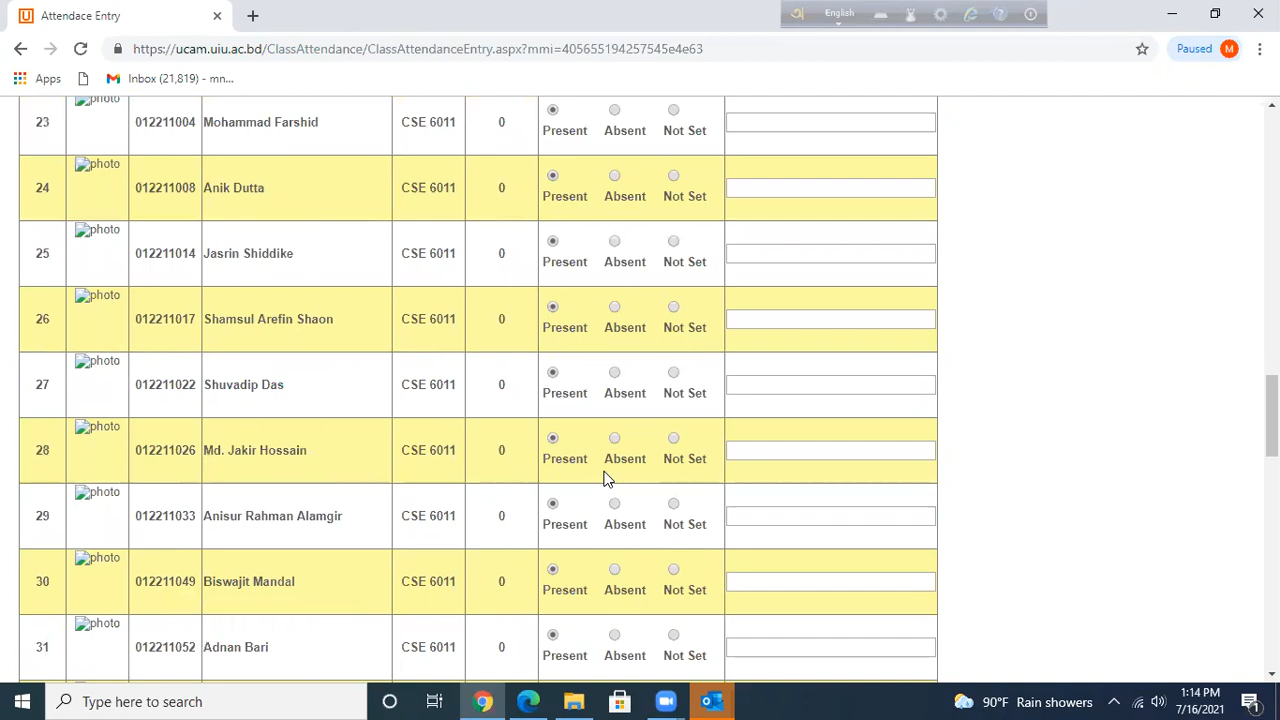 Attendace Entry
English
https://ucam.uiu.ac.bd/ClassAttendance/ClassAttendanceEntry.aspx?mmi=405655194257545e4e63
Paused M
Apps
Inbox (21,819) - mn...
23 photo 012211004 Mohammad Farshid CSE 6011 0 Present Absent Not Set
24 photo 012211008 Anik Dutta CSE 6011 0 Present Absent Not Set
25 photo 012211014 Jasrin Shiddike CSE 6011 0 Present Absent Not Set
26 photo 012211017 Shamsul Arefin Shaon CSE 6011 0 Present Absent Not Set
27 photo 012211022 Shuvadip Das CSE 6011 0 Present Absent Not Set
28 photo 012211026 Md. Jakir Hossain CSE 6011 0 Present Absent Not Set
29 photo 012211033 Anisur Rahman Alamgir CSE 6011 0 Present Absent Not Set
30 photo 012211049 Biswajit Mandal CSE 6011 0 Present Absent Not Set
31 photo 012211052 Adnan Bari CSE 6011 0 Present Absent Not Set
Type here to search
90°F Rain showers
1:14 PM
7/16/2021
1